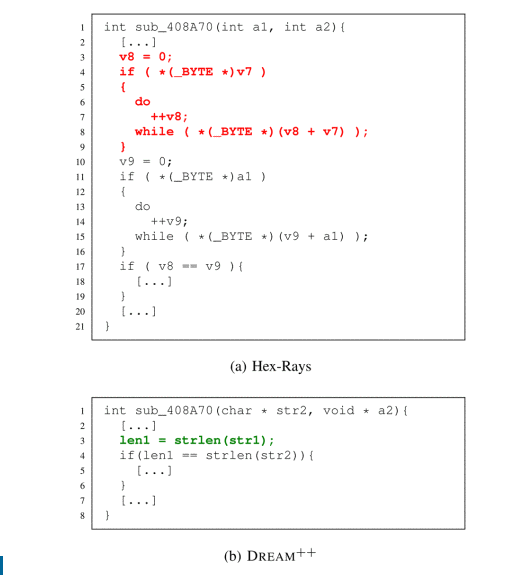 1 int sub_408A70(int a1, int a2){
2 [...]
3 v8 = 0;
4 if ( *(_BYTE *)v7 )
5 {
6 do
7 ++v8;
8 while ( *(_BYTE *)(v8 + v7) );
9 }
10 v9 = 0;
11 if ( *(_BYTE *)a1 )
12 {
13 do
14 ++v9;
15 while ( *(_BYTE *)(v9 + a1) );
16 }
17 if ( v8 == v9 ){
18 [...]
19 }
20 [...]
21 }
(a) Hex-Rays
1 int sub_408A70(char * str2, void * a2){
2 [...]
3 len1 = strlen(str1);
4 if(len1 == strlen(str2)){
5 [...]
6 }
7 [...]
8 }
(b) DREAM++